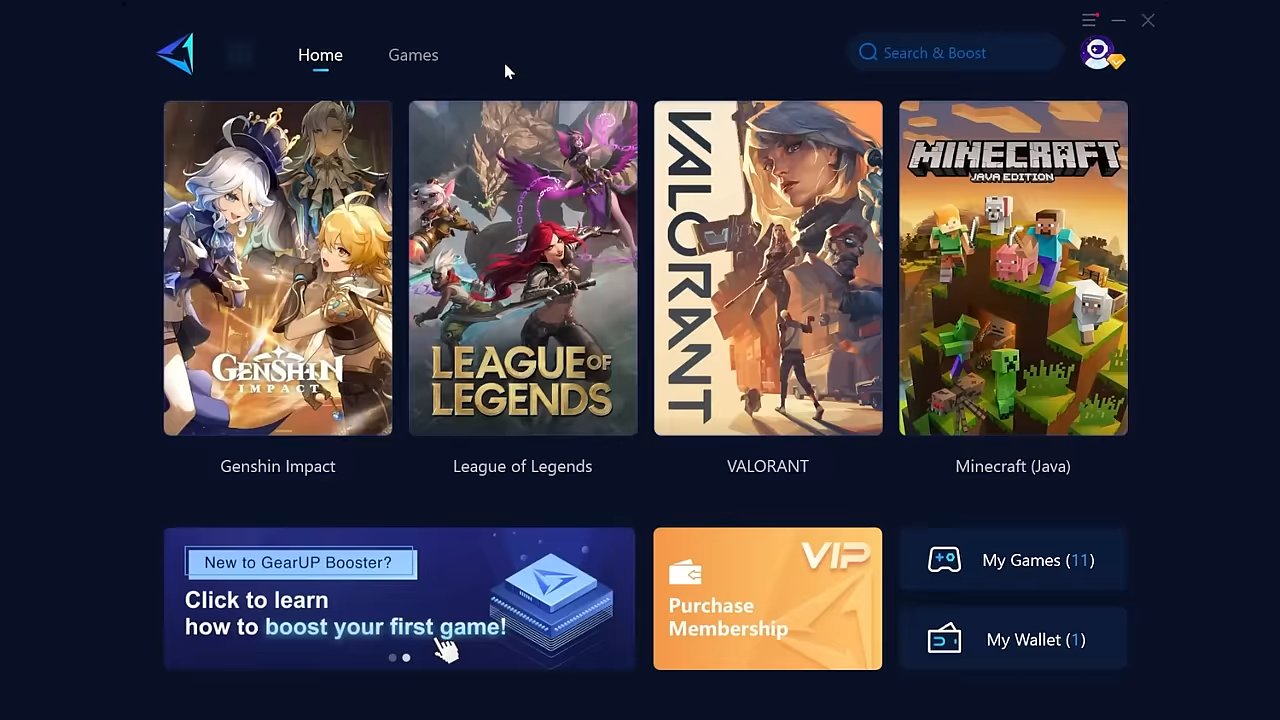 Home
Games
Search & Boost
GENSHIN
IMPACT
LEAGUE OF
LEGENDS
VALORANT
MINECRAFT
JAVA EDITION
Genshin Impact
League of Legends
VALORANT
Minecraft (Java)
New to GearUP Booster?
Click to learn
how to boost your first game!
VIP
Purchase
Membership
My Games (11)
My Wallet (1)